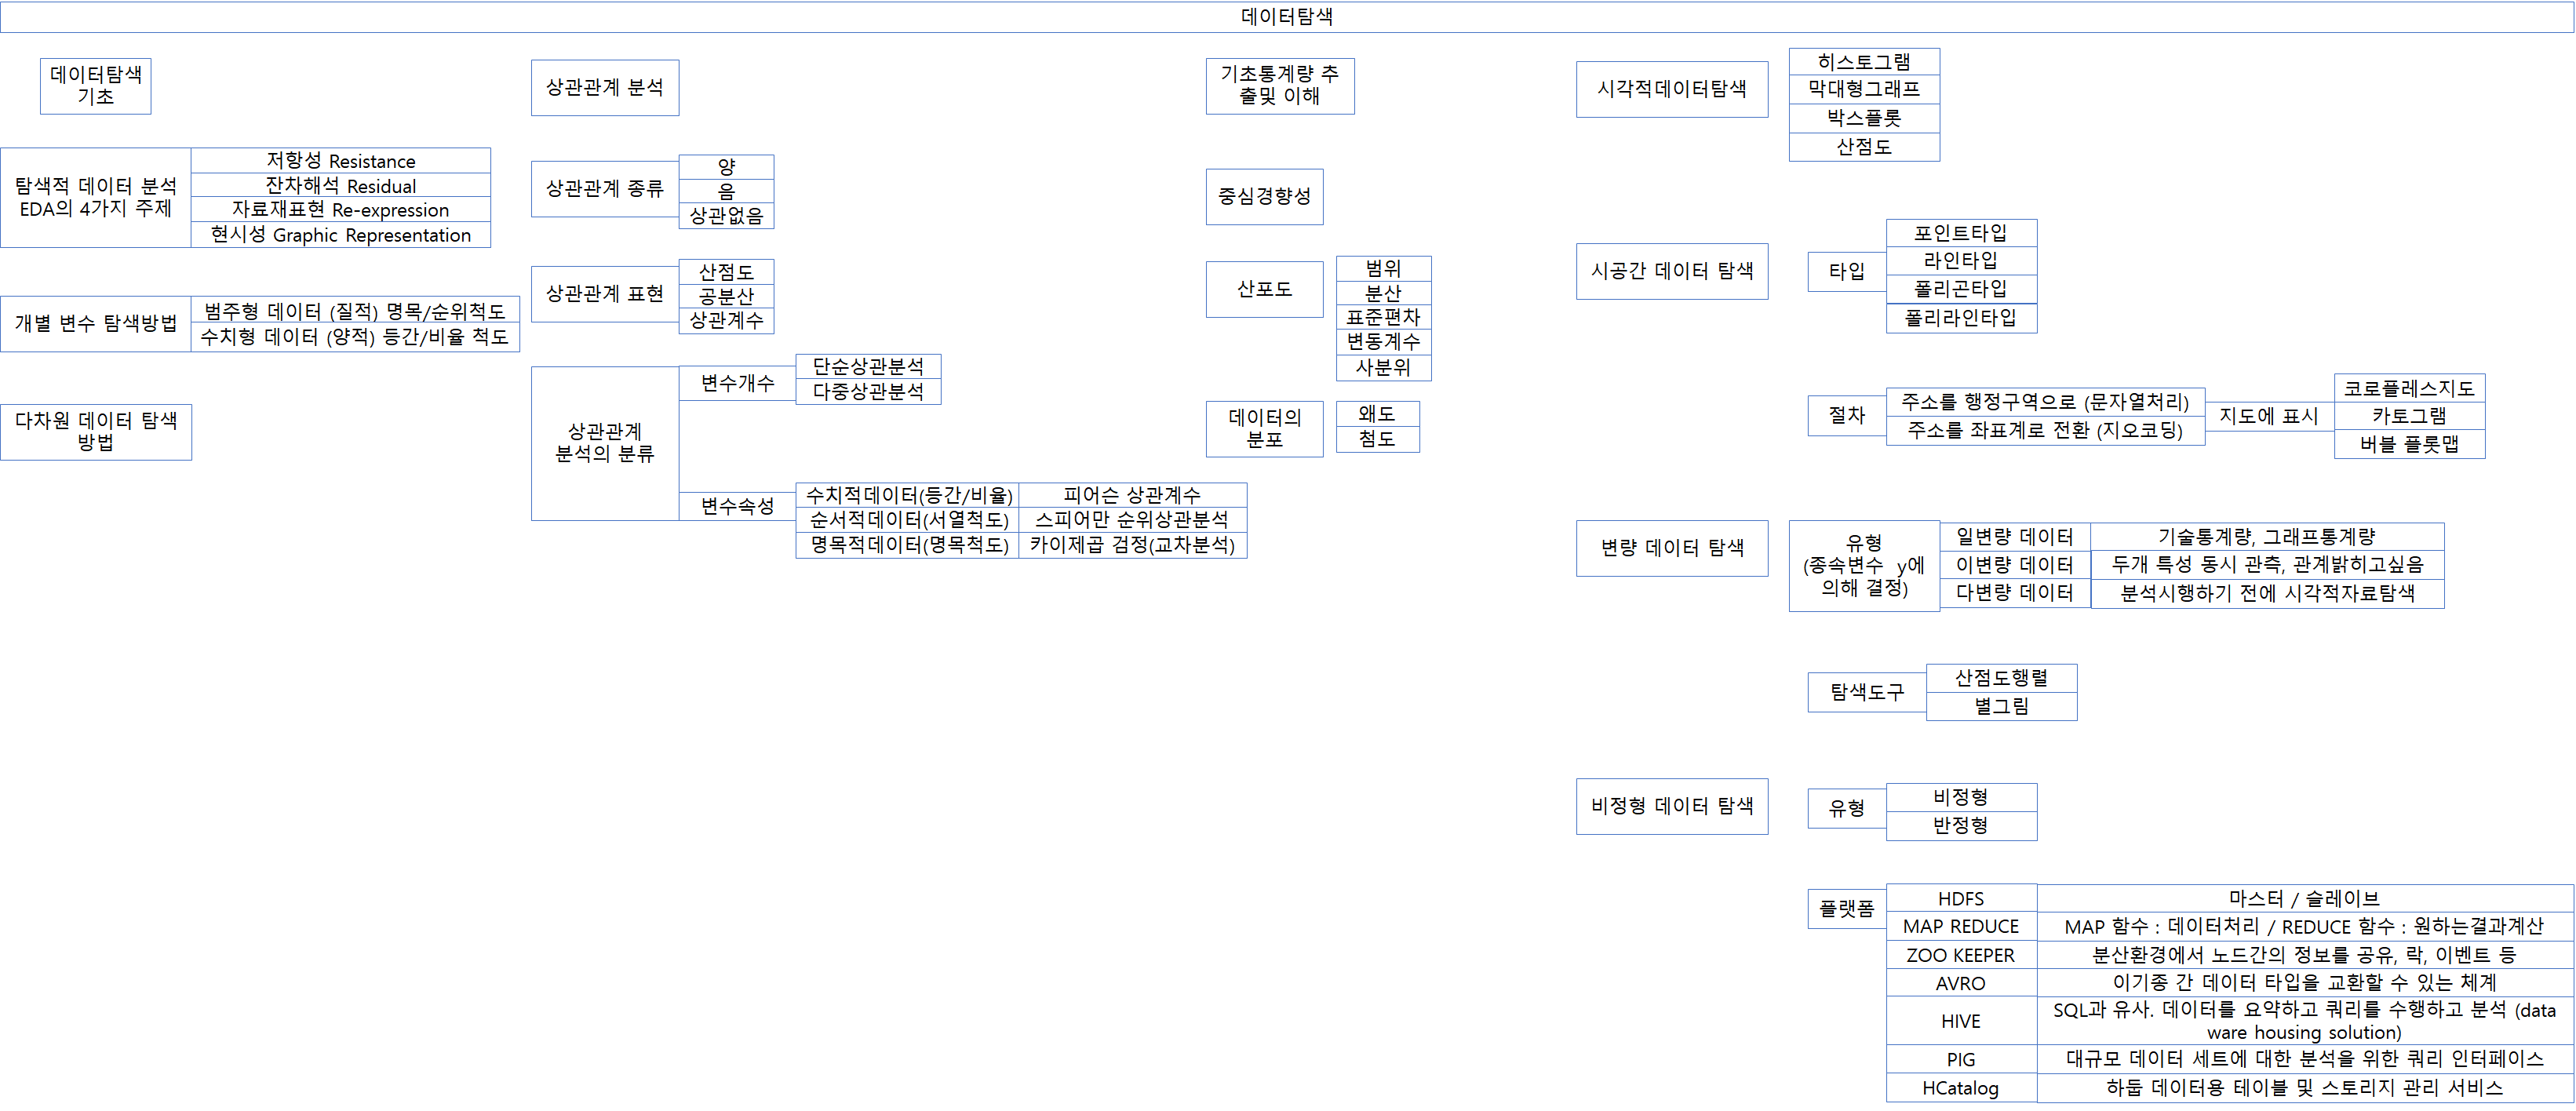 데이터탐색
데이터탐색
기초
탐색적 데이터 분석
EDA의 4가지 주제
저항성 Resistance
잔차해석 Residual
자료재표현 Re-expression
현시성 Graphic Representation
개별 변수 탐색방법
범주형 데이터 (질적) 명목/순위척도
수치형 데이터 (양적) 등간/비율 척도
다차원 데이터 탐색
방법
상관관계 분석
상관관계 종류
양
음
상관없음
상관관계 표현
산점도
공분산
상관계수
상관관계
분석의 분류
변수개수
단순상관분석
다중상관분석
변수속성
수치적데이터(등간/비율)
피어슨 상관계수
순서적데이터(서열척도)
스피어만 순위상관분석
명목적데이터(명목척도)
카이제곱 검정(교차분석)
기초통계량 추
출및 이해
중심경향성
산포도
범위
분산
표준편차
변동계수
사분위
데이터의
분포
왜도
첨도
시각적데이터탐색
히스토그램
막대형그래프
박스플롯
산점도
시공간 데이터 탐색
타입
포인트타입
라인타입
폴리곤타입
폴리라인타입
절차
주소를 행정구역으로 (문자열처리)
주소를 좌표계로 전환 (지오코딩)
지도에 표시
코로플레스지도
카토그램
버블 플롯맵
변량 데이터 탐색
유형
(종속변수 y에
의해 결정)
일변량 데이터
기술통계량, 그래프통계량
이변량 데이터
두개 특성 동시 관측, 관계밝히고싶음
다변량 데이터
분석시행하기 전에 시각적자료탐색
탐색도구
산점도행렬
별그림
비정형 데이터 탐색
유형
비정형
반정형
플랫폼
HDFS
마스터 / 슬레이브
MAP REDUCE
MAP 함수 : 데이터처리 / REDUCE 함수 : 원하는결과계산
ZOO KEEPER
분산환경에서 노드간의 정보를 공유, 락, 이벤트 등
AVRO
이기종 간 데이터 타입을 교환할 수 있는 체계
HIVE
SQL과 유사. 데이터를 요약하고 쿼리를 수행하고 분석 (data
ware housing solution)
PIG
대규모 데이터 세트에 대한 분석을 위한 쿼리 인터페이스
HCatalog
하둡 데이터용 테이블 및 스토리지 관리 서비스